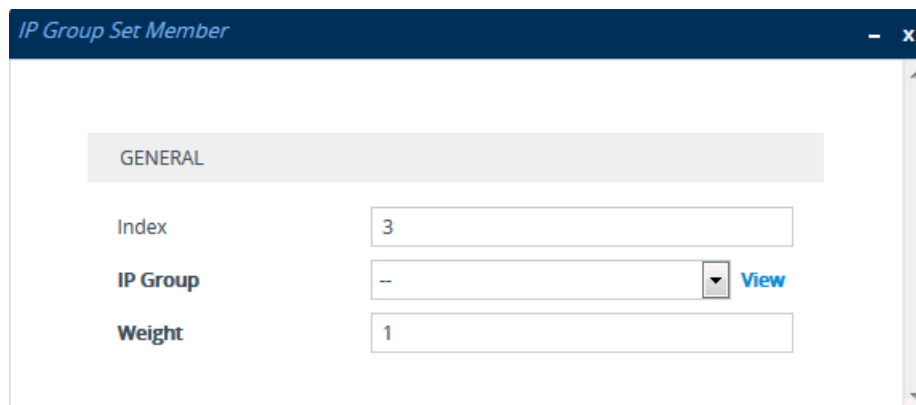 IP Group Set Member – x
GENERAL
Index 3
IP Group -- View
Weight 1